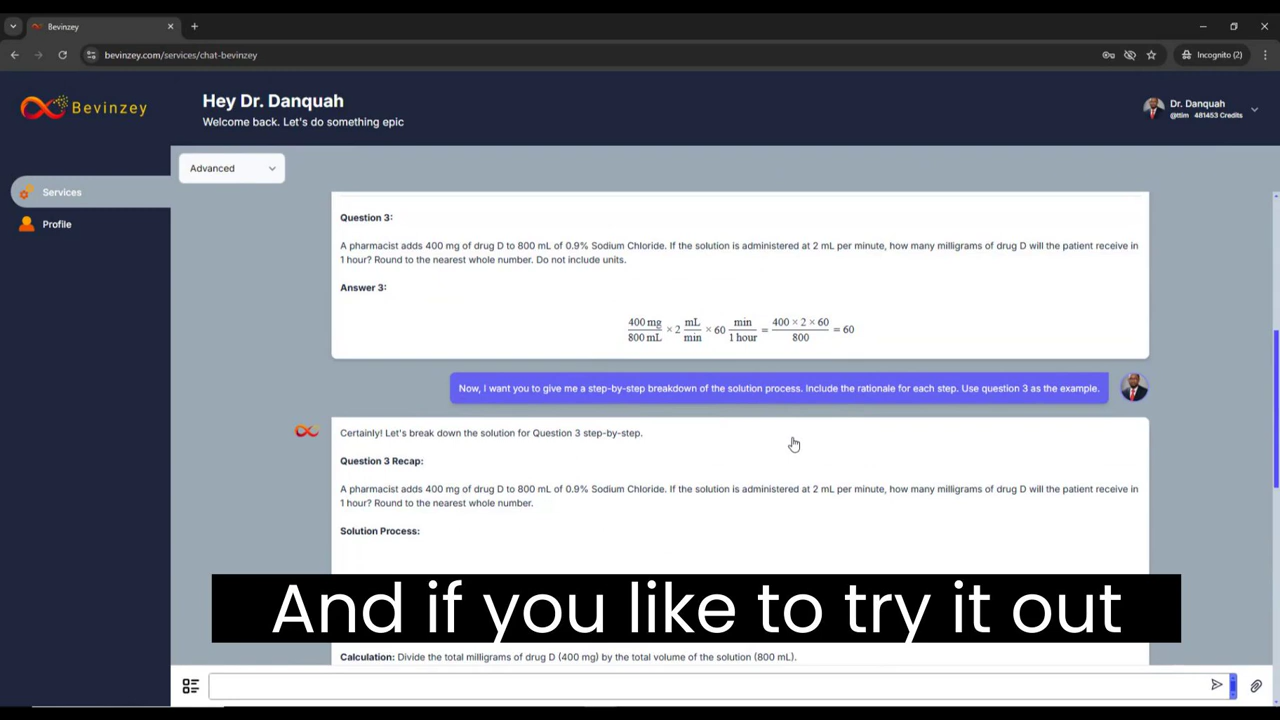 Bevinzey
bevinzey.com/services/chat-bevinzey
Incognito (2)
Bevinzey
Hey Dr. Danquah
Welcome back. Let's do something epic
Dr. Danquah
@ttim 481453 Credits
Services
Profile
Advanced
Question 3:
A pharmacist adds 400 mg of drug D to 800 mL of 0.9% Sodium Chloride. If the solution is administered at 2 mL per minute, how many milligrams of drug D will the patient receive in
1 hour? Round to the nearest whole number. Do not include units.
Answer 3:
400 mg / 800 mL × 2 mL / min × 60 min / 1 hour = 400 × 2 × 60 / 800 = 60
Now, I want you to give me a step-by-step breakdown of the solution process. Include the rationale for each step. Use question 3 as the example.
Certainly! Let's break down the solution for Question 3 step-by-step.
Question 3 Recap:
A pharmacist adds 400 mg of drug D to 800 mL of 0.9% Sodium Chloride. If the solution is administered at 2 mL per minute, how many milligrams of drug D will the patient receive in
1 hour? Round to the nearest whole number.
Solution Process:
And if you like to try it out
Calculation: Divide the total milligrams of drug D (400 mg) by the total volume of the solution (800 mL).